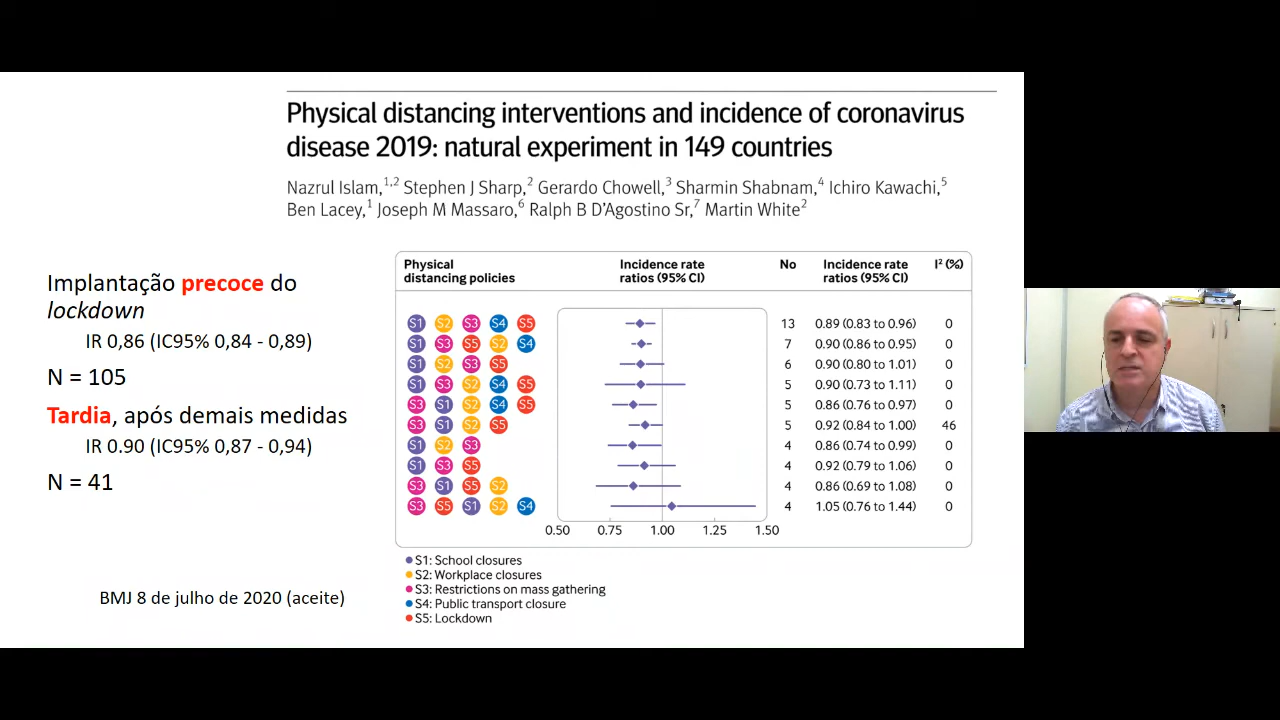 Physical distancing interventions and incidence of coronavirus
disease 2019: natural experiment in 149 countries
Nazrul Islam,1,2 Stephen J Sharp,2 Gerardo Chowell,3 Sharmin Shabnam,4 Ichiro Kawachi,5
Ben Lacey,1 Joseph M Massaro,6 Ralph B D’Agostino Sr,7 Martin White2
Implantação precoce do
lockdown
IR 0,86 (IC95% 0,84 - 0,89)
N = 105
Tardia, após demais medidas
IR 0.90 (IC95% 0,87 - 0,94)
N = 41
BMJ 8 de julho de 2020 (aceite)
Physical distancing policies
Incidence rate ratios (95% CI)
No
Incidence rate ratios (95% CI)
I² (%)
S1 S2 S3 S4 S5 13 0.89 (0.83 to 0.96) 0
S1 S3 S5 S2 S4 7 0.90 (0.86 to 0.95) 0
S1 S2 S3 S5 6 0.90 (0.80 to 1.01) 0
S1 S3 S2 S4 S5 5 0.90 (0.73 to 1.11) 0
S3 S1 S2 S4 S5 5 0.86 (0.76 to 0.97) 0
S3 S1 S2 S5 5 0.92 (0.84 to 1.00) 46
S1 S2 S3 4 0.86 (0.74 to 0.99) 0
S1 S3 S5 4 0.92 (0.79 to 1.06) 0
S3 S1 S5 S2 4 0.86 (0.69 to 1.08) 0
S3 S5 S1 S2 S4 4 1.05 (0.76 to 1.44) 0
0.50 0.75 1.00 1.25 1.50
S1: School closures
S2: Workplace closures
S3: Restrictions on mass gathering
S4: Public transport closure
S5: Lockdown